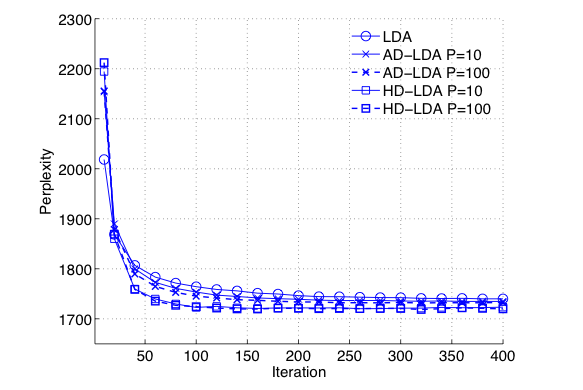 2300
2200
2100
2000
1900
1800
1700
Perplexity
LDA
AD-LDA P=10
AD-LDA P=100
HD-LDA P=10
HD-LDA P=100
50 100 150 200 250 300 350 400
Iteration